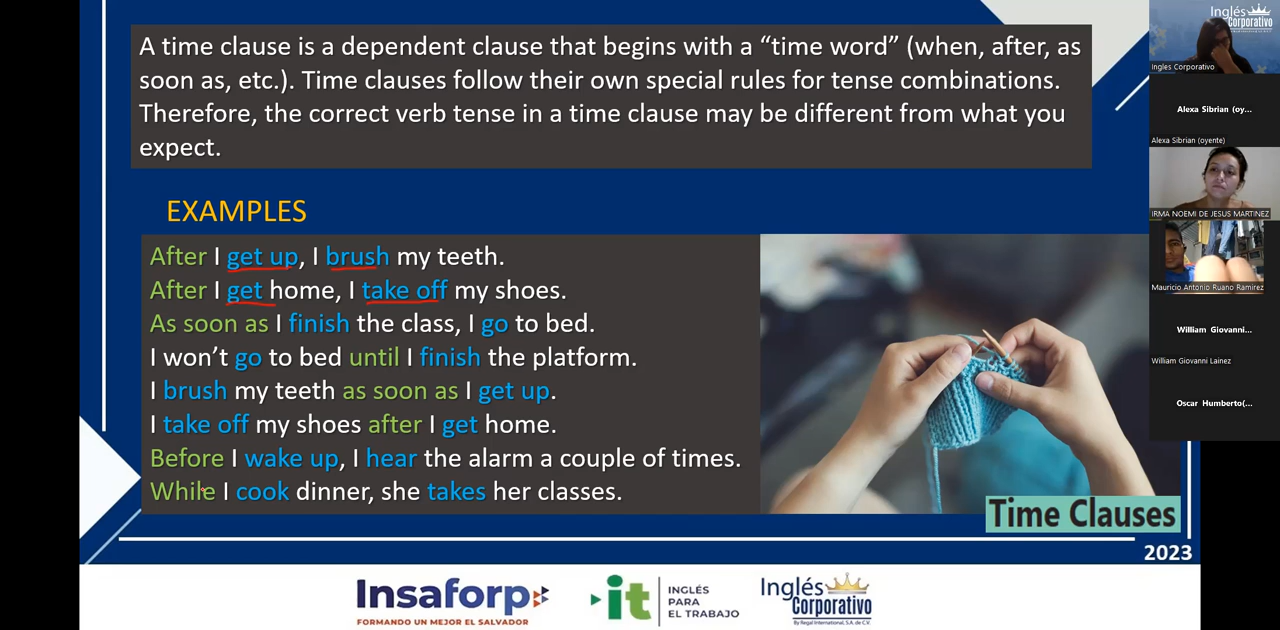 A time clause is a dependent clause that begins with a “time word” (when, after, as
soon as, etc.). Time clauses follow their own special rules for tense combinations.
Therefore, the correct verb tense in a time clause may be different from what you
expect.
EXAMPLES
After I get up, I brush my teeth.
After I get home, I take off my shoes.
As soon as I finish the class, I go to bed.
I won’t go to bed until I finish the platform.
I brush my teeth as soon as I get up.
I take off my shoes after I get home.
Before I wake up, I hear the alarm a couple of times.
While I cook dinner, she takes her classes.
Time Clauses
2023
Insaforp
FORMANDO UN MEJOR EL SALVADOR
it
INGLÉS
PARA
EL TRABAJO
Inglés
Corporativo
By Regal International, S.A. de C.V.
Inglés
Corporativo
Ingles Corporativo
Alexa Sibrian (oy...
Alexa Sibrian (oyente)
IRMA NOEMI DE JESUS MARTINEZ
Mauricio Antonio Ruano Ramirez
William Giovanni...
William Giovanni Lainez
Oscar Humberto(...